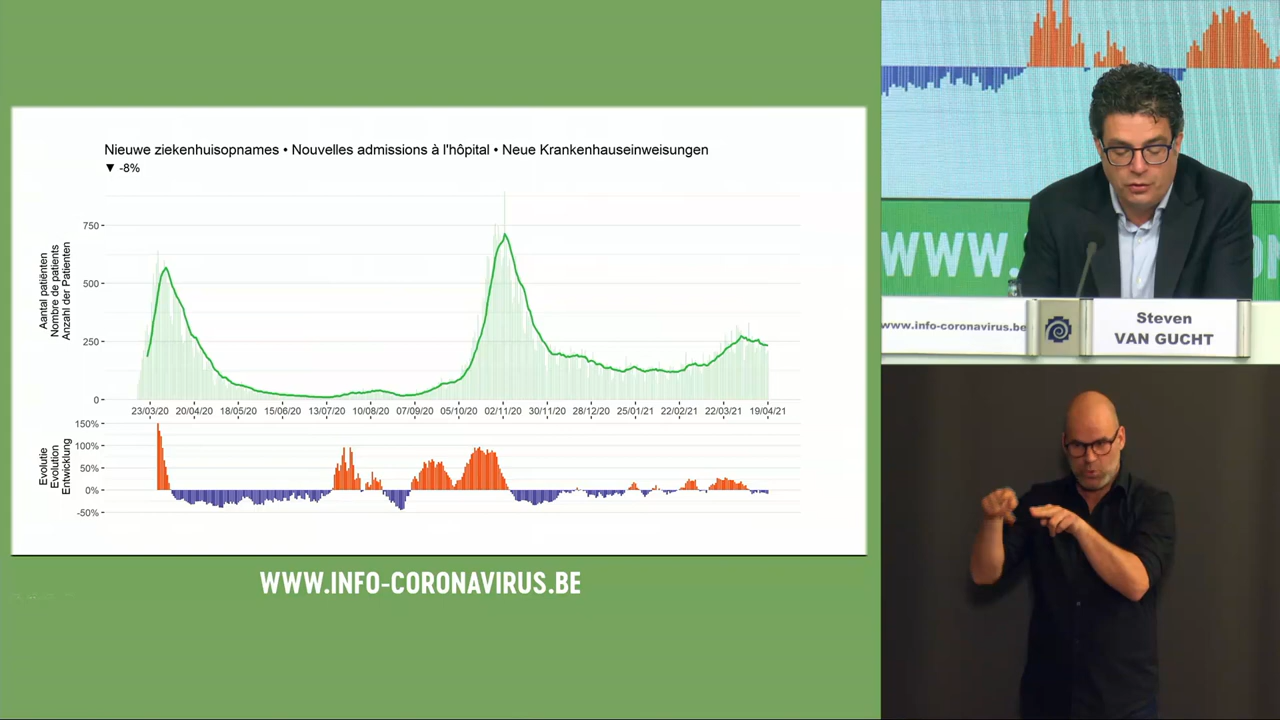 Nieuwe ziekenhuisopnames • Nouvelles admissions à l'hôpital • Neue Krankenhauseinweisungen
▼ -8%
Aantal patiënten
Nombre de patients
Anzahl der Patienten
750
500
250
0
23/03/20 20/04/20 18/05/20 15/06/20 13/07/20 10/08/20 07/09/20 05/10/20 02/11/20 30/11/20 28/12/20 25/01/21 22/02/21 22/03/21 19/04/21
Evolutie
Evolution
Entwicklung
150%
100%
50%
0%
-50%
WWW.INFO-CORONAVIRUS.BE
WWW.
www.info-coronavirus.be
Steven
VAN GUCHT